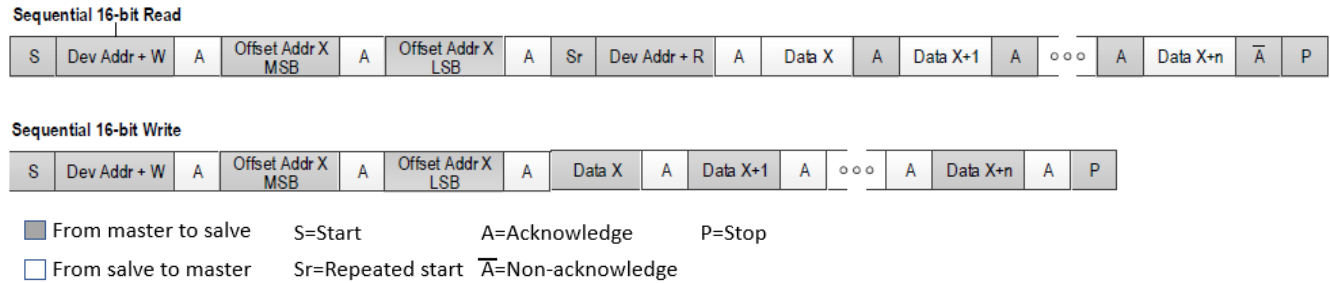 Sequential 16-bit Read
S Dev Addr + W A Offset Addr X MSB A Offset Addr X LSB A Sr Dev Addr + R A Data X A Data X+1 A ooo A Data X+n A̅ P
Sequential 16-bit Write
S Dev Addr + W A Offset Addr X MSB A Offset Addr X LSB A Data X A Data X+1 A ooo A Data X+n A P
From master to salve S=Start A=Acknowledge P=Stop
From salve to master Sr=Repeated start A̅=Non-acknowledge